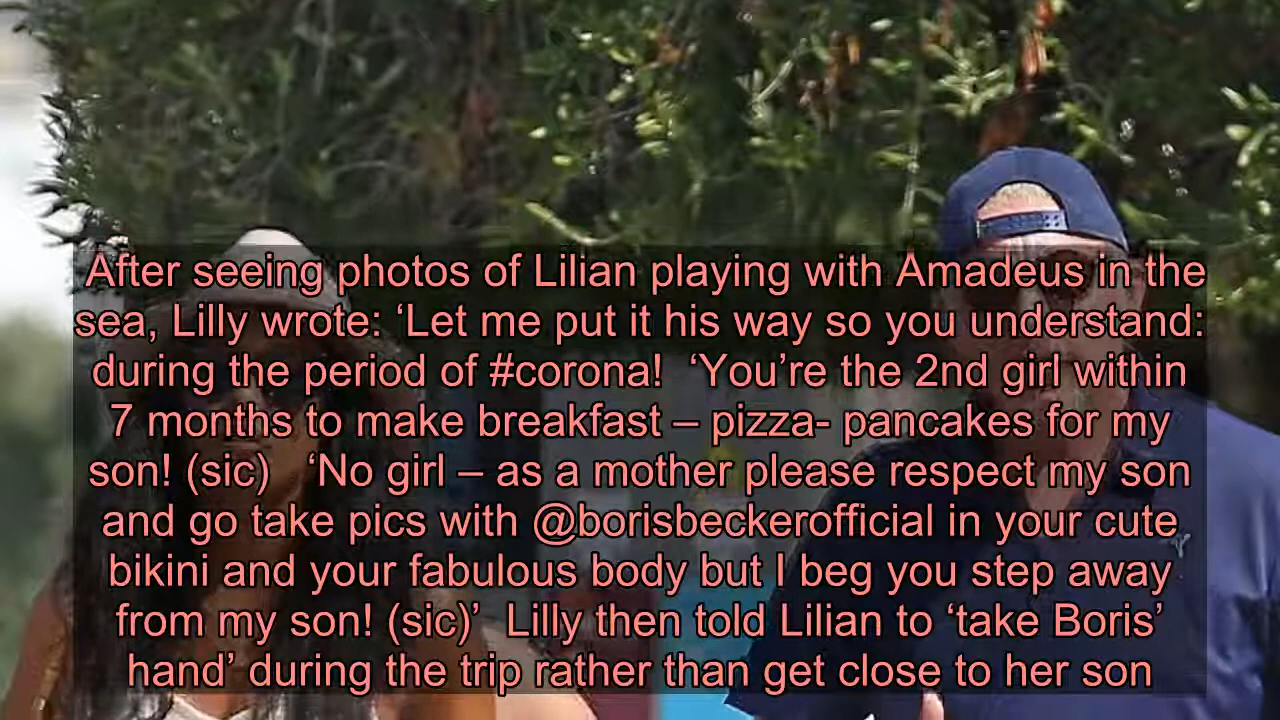 After seeing photos of Lilian playing with Amadeus in the
sea, Lilly wrote: ‘Let me put it his way so you understand:
during the period of #corona!  ‘You’re the 2nd girl within
7 months to make breakfast – pizza- pancakes for my
son! (sic)   ‘No girl – as a mother please respect my son
and go take pics with @borisbeckerofficial in your cute
bikini and your fabulous body but I beg you step away
from my son! (sic)’  Lilly then told Lilian to ‘take Boris’
hand’ during the trip rather than get close to her son